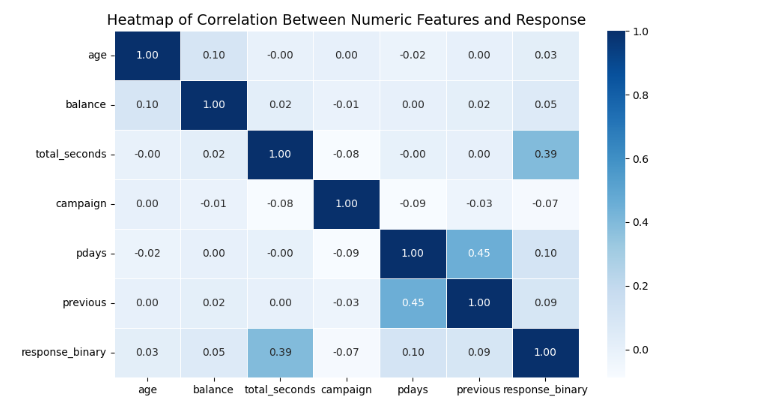 Heatmap of Correlation Between Numeric Features and Response
1.0
age 1.00 0.10 -0.00 0.00 -0.02 0.00 0.03
balance 0.10 1.00 0.02 -0.01 0.00 0.02 0.05
0.8
total_seconds -0.00 0.02 1.00 -0.08 -0.00 0.00 0.39
0.6
campaign 0.00 -0.01 -0.08 1.00 -0.09 -0.03 -0.07
0.4
pdays -0.02 0.00 -0.00 -0.09 1.00 0.45 0.10
0.2
previous 0.00 0.02 0.00 -0.03 0.45 1.00 0.09
0.0
response_binary 0.03 0.05 0.39 -0.07 0.10 0.09 1.00
age balance total_seconds campaign pdays previous response_binary